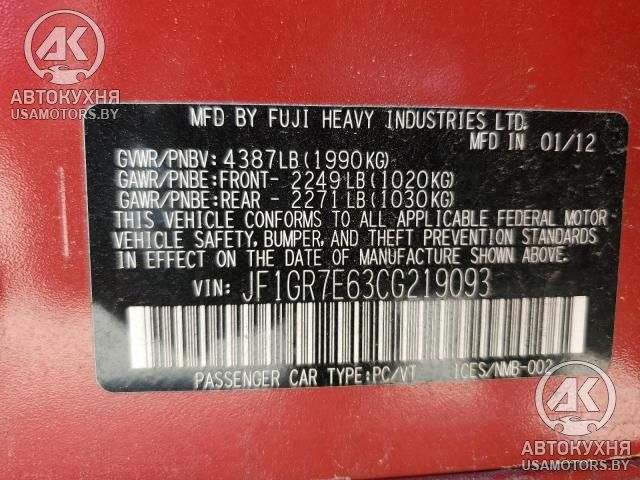 AK
АВТОКУХНЯ
USAMOTORS.BY
MFD BY FUJI HEAVY INDUSTRIES LTD.
MFD IN 01/12
GVWR/PNBV: 4387LB (1990KG)
GAWR/PNBE:FRONT- 2249LB (1020KG)
GAWR/PNBE:REAR - 2271LB (1030KG)
THIS VEHICLE CONFORMS TO ALL APPLICABLE FEDERAL MOTOR
VEHICLE SAFETY, BUMPER, AND THEFT PREVENTION STANDARDS
IN EFFECT ON THE DATE OF MANUFACTURE SHOWN ABOVE.
VIN: JF1GR7E63CG219093
PASSENGER CAR TYPE:PC/VT ICES/NMB-002
AK
АВТОКУХНЯ
USAMOTORS.BY